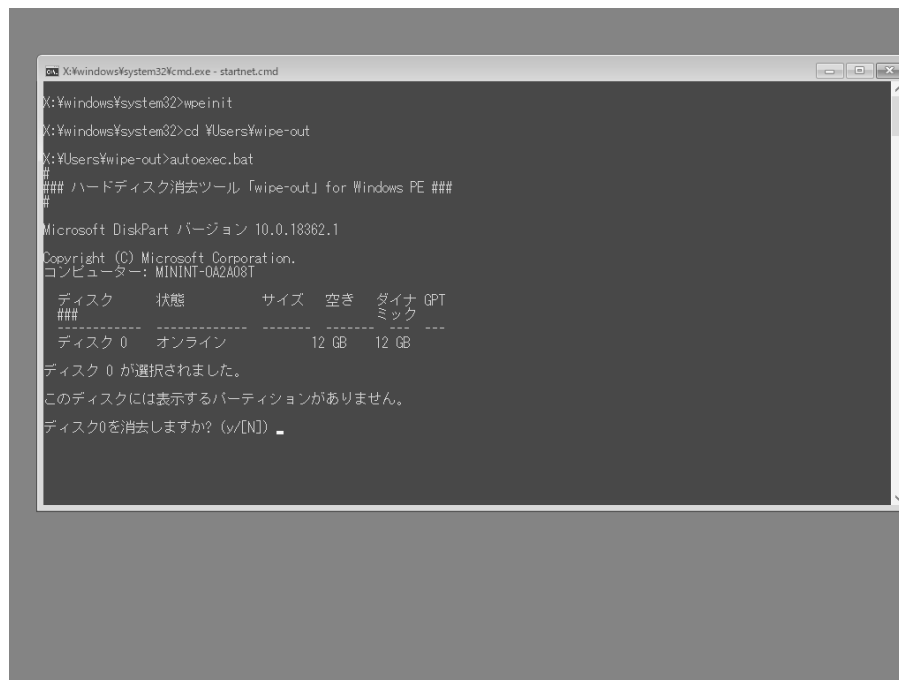 X:¥windows¥system32¥cmd.exe - startnet.cmd
X:¥windows¥system32>wpeinit
X:¥windows¥system32>cd ¥Users¥wipe-out
X:¥Users¥wipe-out>autoexec.bat
#
### ハードディスク消去ツール「wipe-out」for Windows PE ###
#
Microsoft DiskPart バージョン 10.0.18362.1
Copyright (C) Microsoft Corporation.
コンピューター: MININT-0A2A08T
ディスク 状態 サイズ 空き ダイナ GPT
### ミック
------------ ------------- ------- ------- --- ---
ディスク 0 オンライン 12 GB 12 GB
ディスク 0 が選択されました。
このディスクには表示するパーティションがありません。
ディスク0を消去しますか? (y/[N])